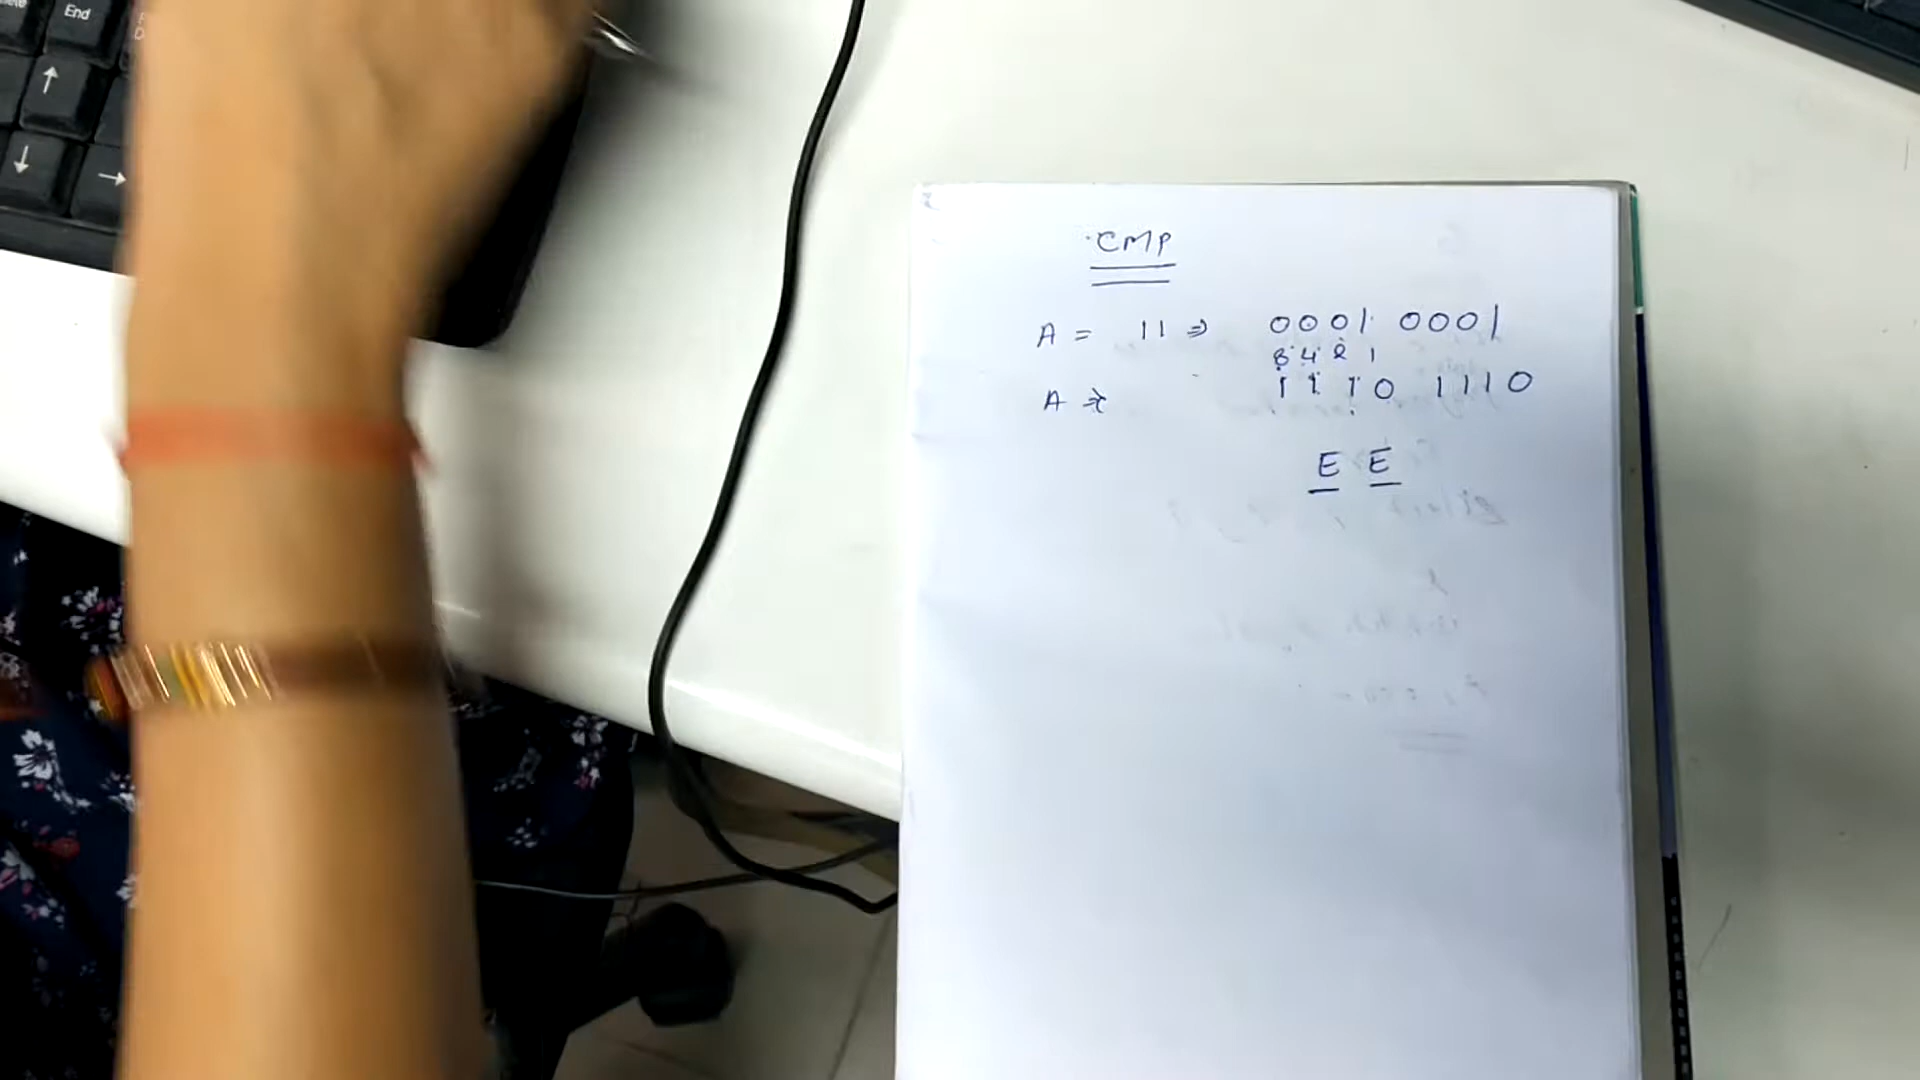 End
↑
↓
→
CMP
A = 11 ⇒ 0001 0001
8 4 2 1
A ⇒ 1110 1110
E E